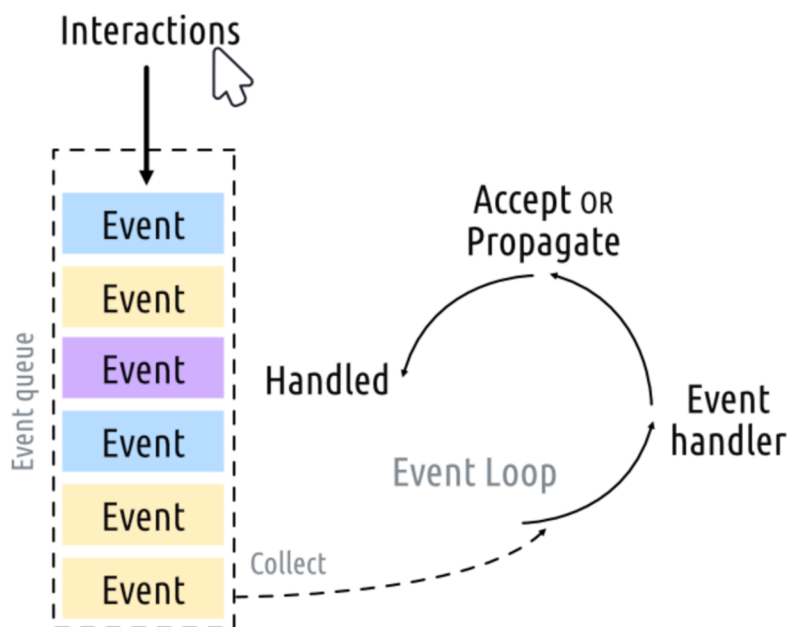 Interactions
Event
Event
Event
Event
Event
Event
Event queue
Collect
Event Loop
Event
handler
Accept OR
Propagate
Handled